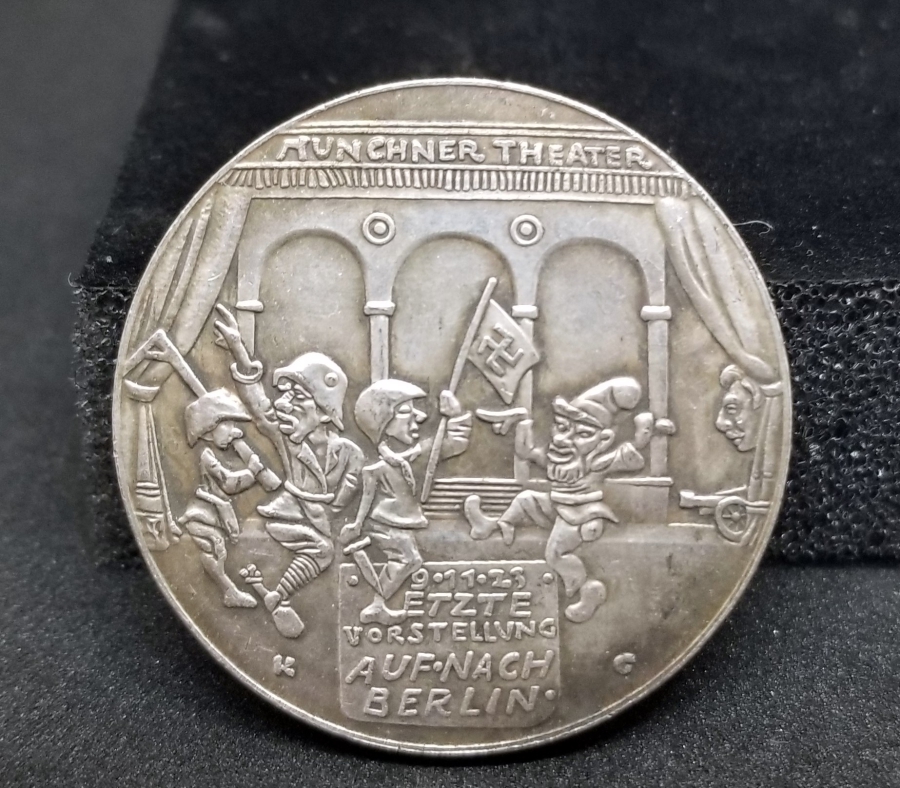 MUNCHNER THEATER
9·11·23
LETZTE
VORSTELLUNG
AUF·NACH
BERLIN·
K G